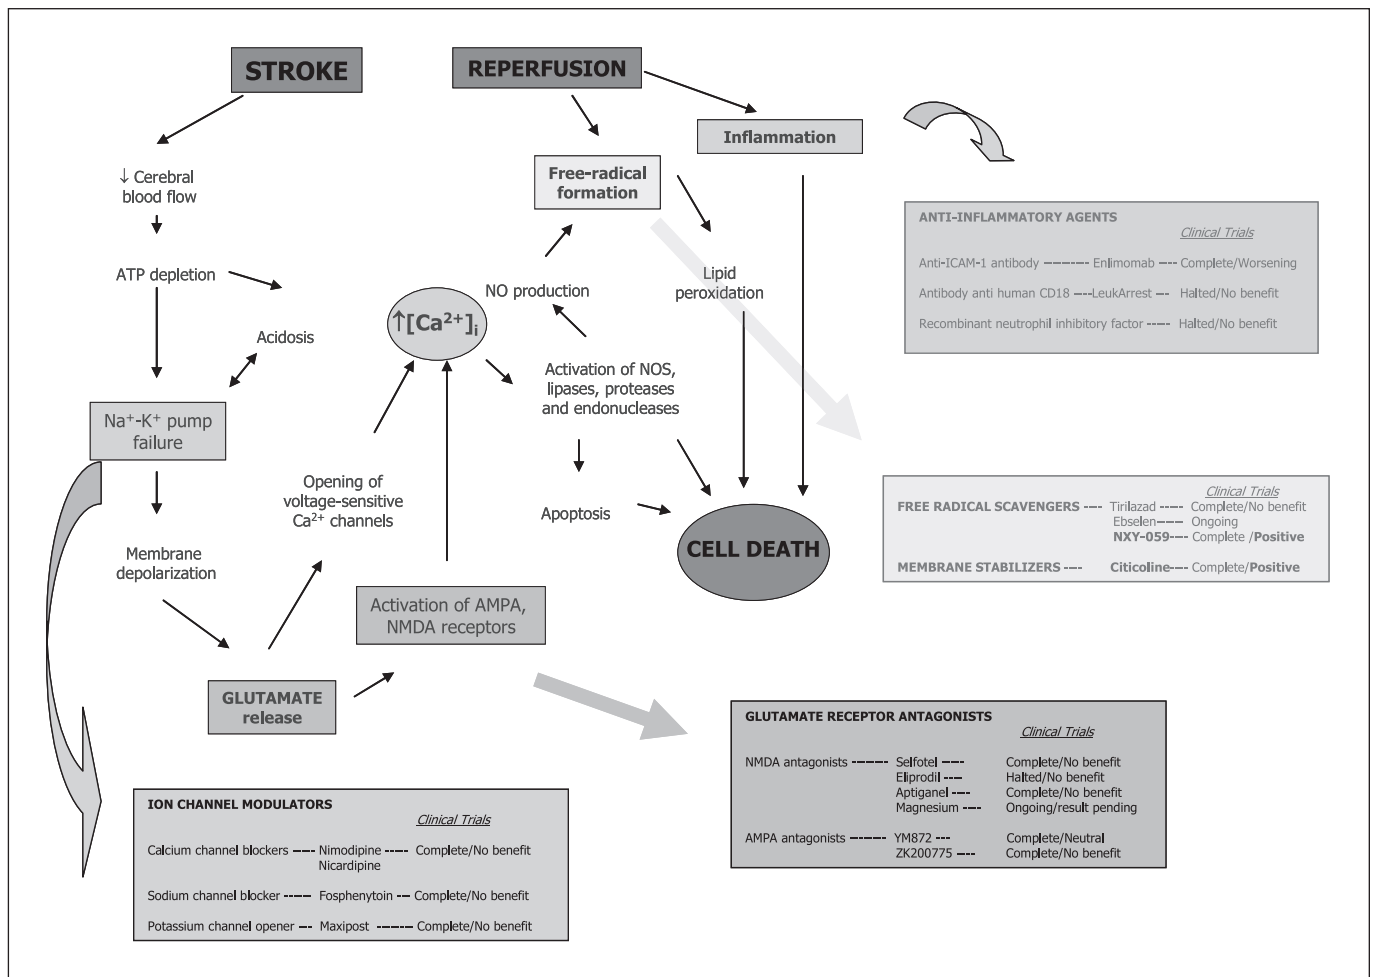 STROKE
REPERFUSION
Inflammation
↓ Cerebral
blood flow
Free-radical
formation
ATP depletion
NO production
Lipid
peroxidation
↑[Ca²⁺]ᵢ
Acidosis
Activation of NOS,
lipases, proteases
and endonucleases
Na⁺-K⁺ pump
failure
Opening of
voltage-sensitive
Ca²⁺ channels
Apoptosis
CELL DEATH
Membrane
depolarization
Activation of AMPA,
NMDA receptors
GLUTAMATE
release
ANTI-INFLAMMATORY AGENTS
Clinical Trials
Anti-ICAM-1 antibody --------- Enlimomab ---- Complete/Worsening
Antibody anti human CD18 ----LeukArrest --- Halted/No benefit
Recombinant neutrophil inhibitory factor ----- Halted/No benefit
Clinical Trials
FREE RADICAL SCAVENGERS ---- Tirilazad ---- Complete/No benefit
Ebselen----- Ongoing
NXY-059---- Complete /Positive
MEMBRANE STABILIZERS ---- Citicoline---- Complete/Positive
GLUTAMATE RECEPTOR ANTAGONISTS
Clinical Trials
NMDA antagonists -------- Selfotel ----- Complete/No benefit
Eliprodil ---- Halted/No benefit
Aptiganel ---- Complete/No benefit
Magnesium ---- Ongoing/result pending
AMPA antagonists -------- YM872 --- Complete/Neutral
ZK200775 ---- Complete/No benefit
ION CHANNEL MODULATORS
Clinical Trials
Calcium channel blockers ----- Nimodipine ----- Complete/No benefit
Nicardipine
Sodium channel blocker ------ Fosphenytoin --- Complete/No benefit
Potassium channel opener --- Maxipost -------- Complete/No benefit